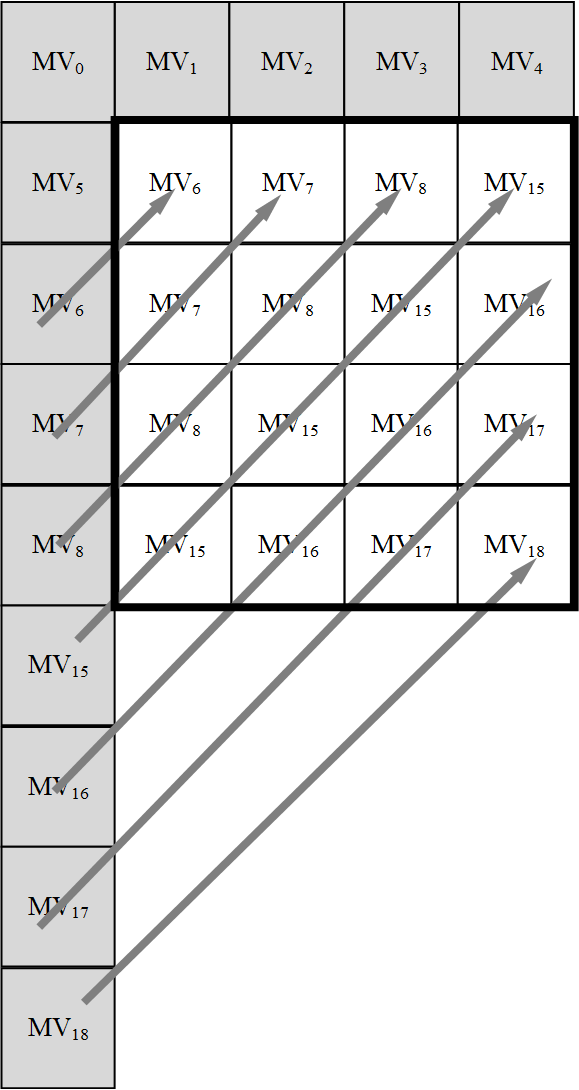 MV₀ MV₁ MV₂ MV₃ MV₄
MV₅ MV₆ MV₇ MV₈ MV₁₅
MV₆ MV₇ MV₈ MV₁₅ MV₁₆
MV₇ MV₈ MV₁₅ MV₁₆ MV₁₇
MV₈ MV₁₅ MV₁₆ MV₁₇ MV₁₈
MV₁₅
MV₁₆
MV₁₇
MV₁₈